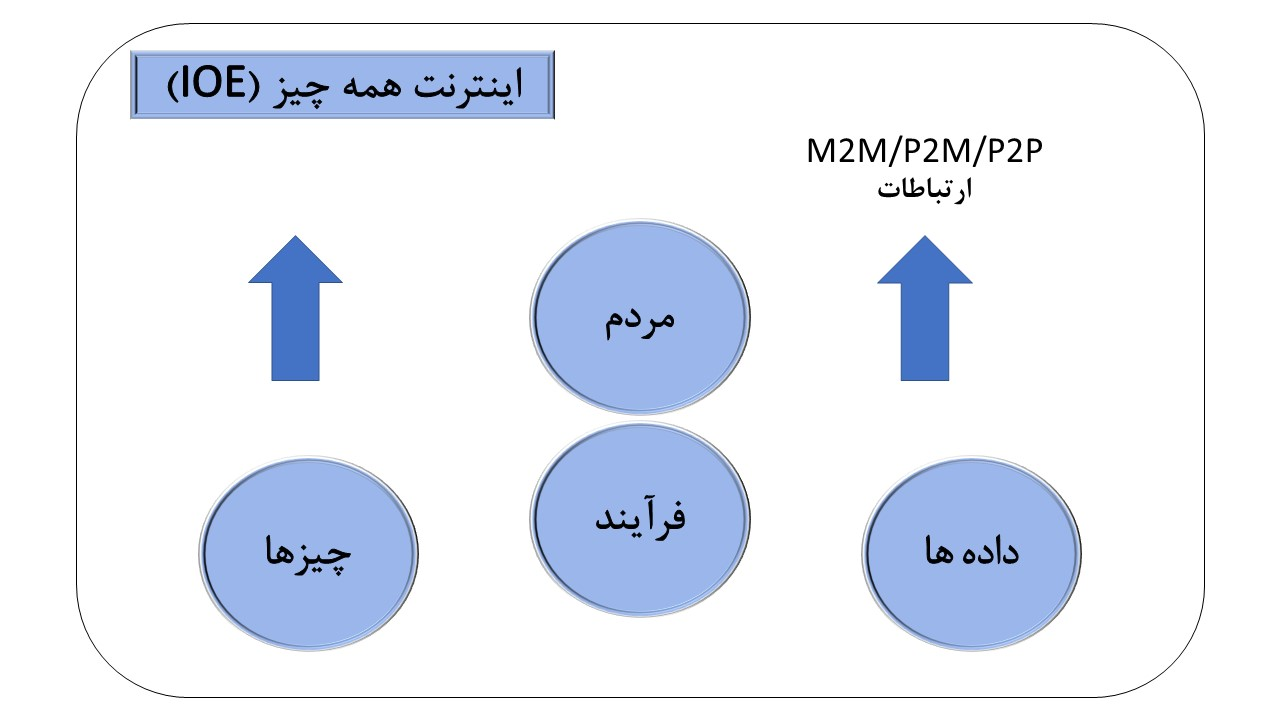 اینترنت همه چیز (IOE)
M2M/P2M/P2P
ارتباطات
مردم
فرآیند
داده ها
چیزها